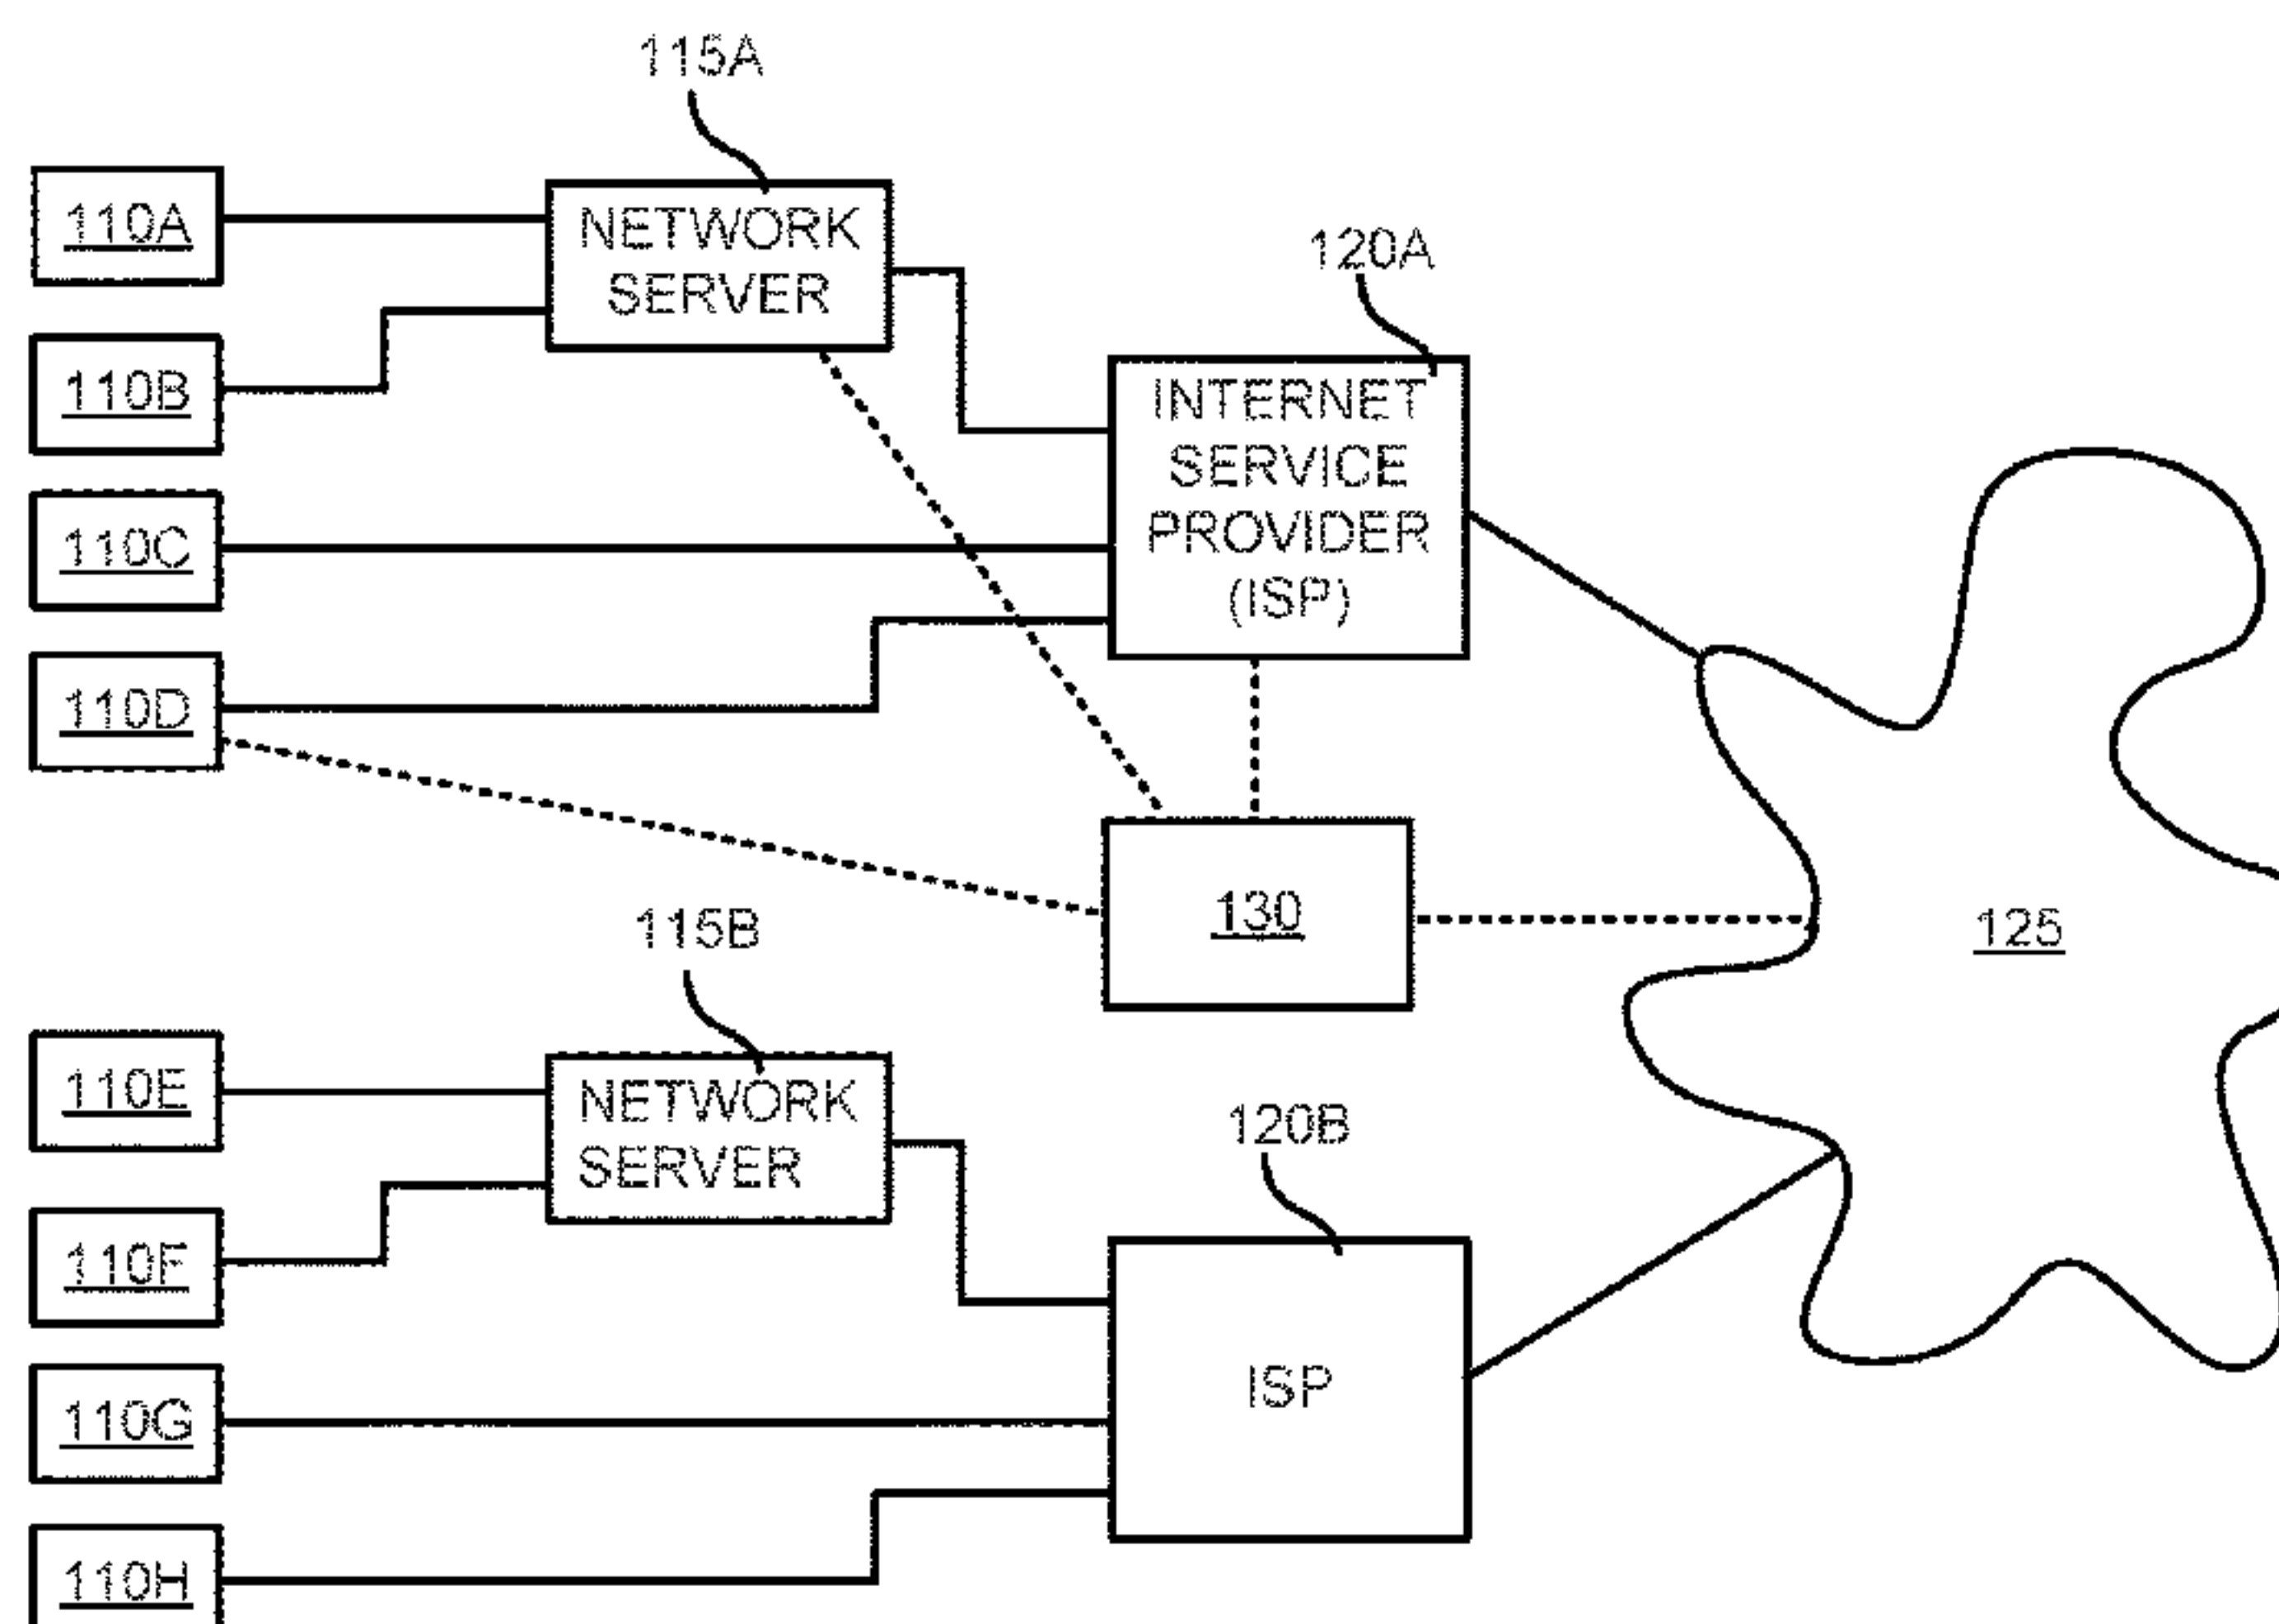 115A
110A
NETWORK
SERVER
120A
110B
INTERNET
SERVICE
PROVIDER
(ISP)
110C
110D
130
125
115B
110E
NETWORK
SERVER
120B
110F
ISP
110G
110H